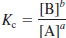 K_c = [B]^b / [A]^a